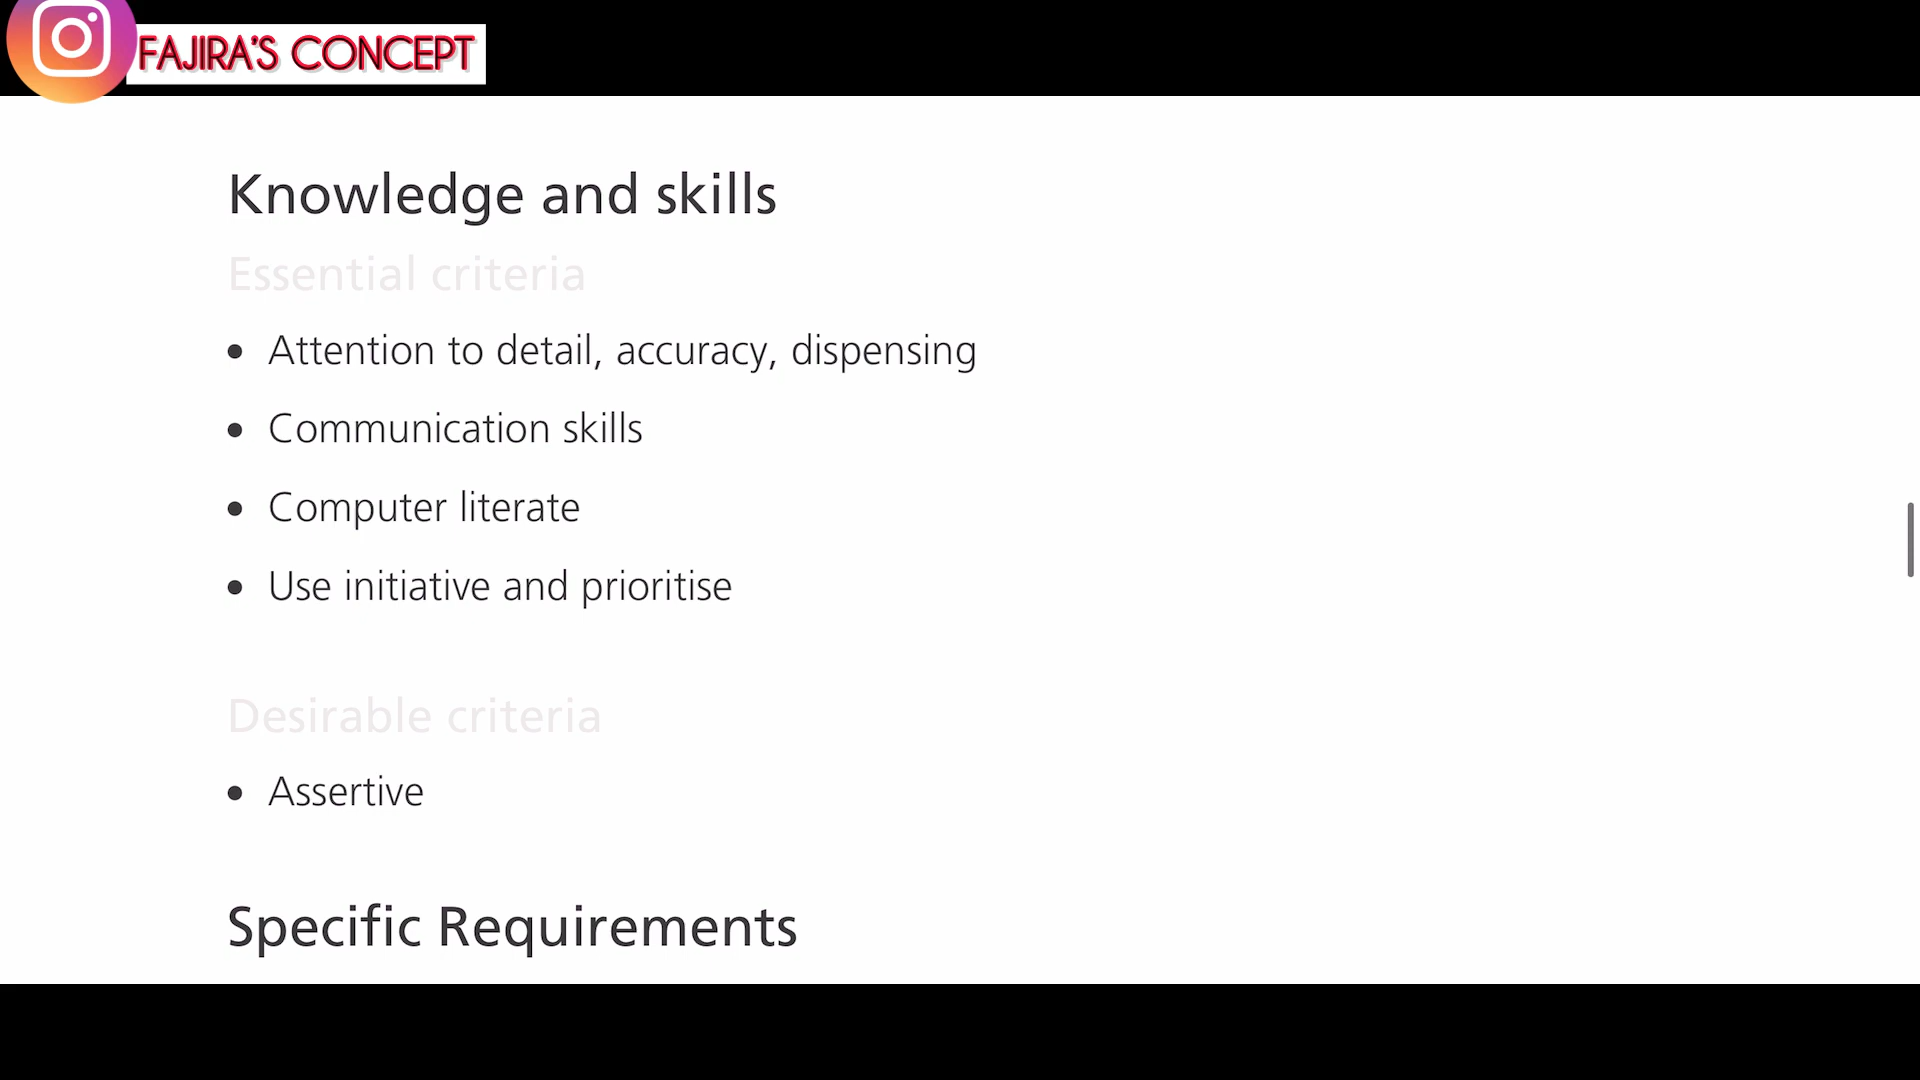 FAJIRA'S CONCEPT
Knowledge and skills
Essential criteria
• Attention to detail, accuracy, dispensing
• Communication skills
• Computer literate
• Use initiative and prioritise
Desirable criteria
• Assertive
Specific Requirements